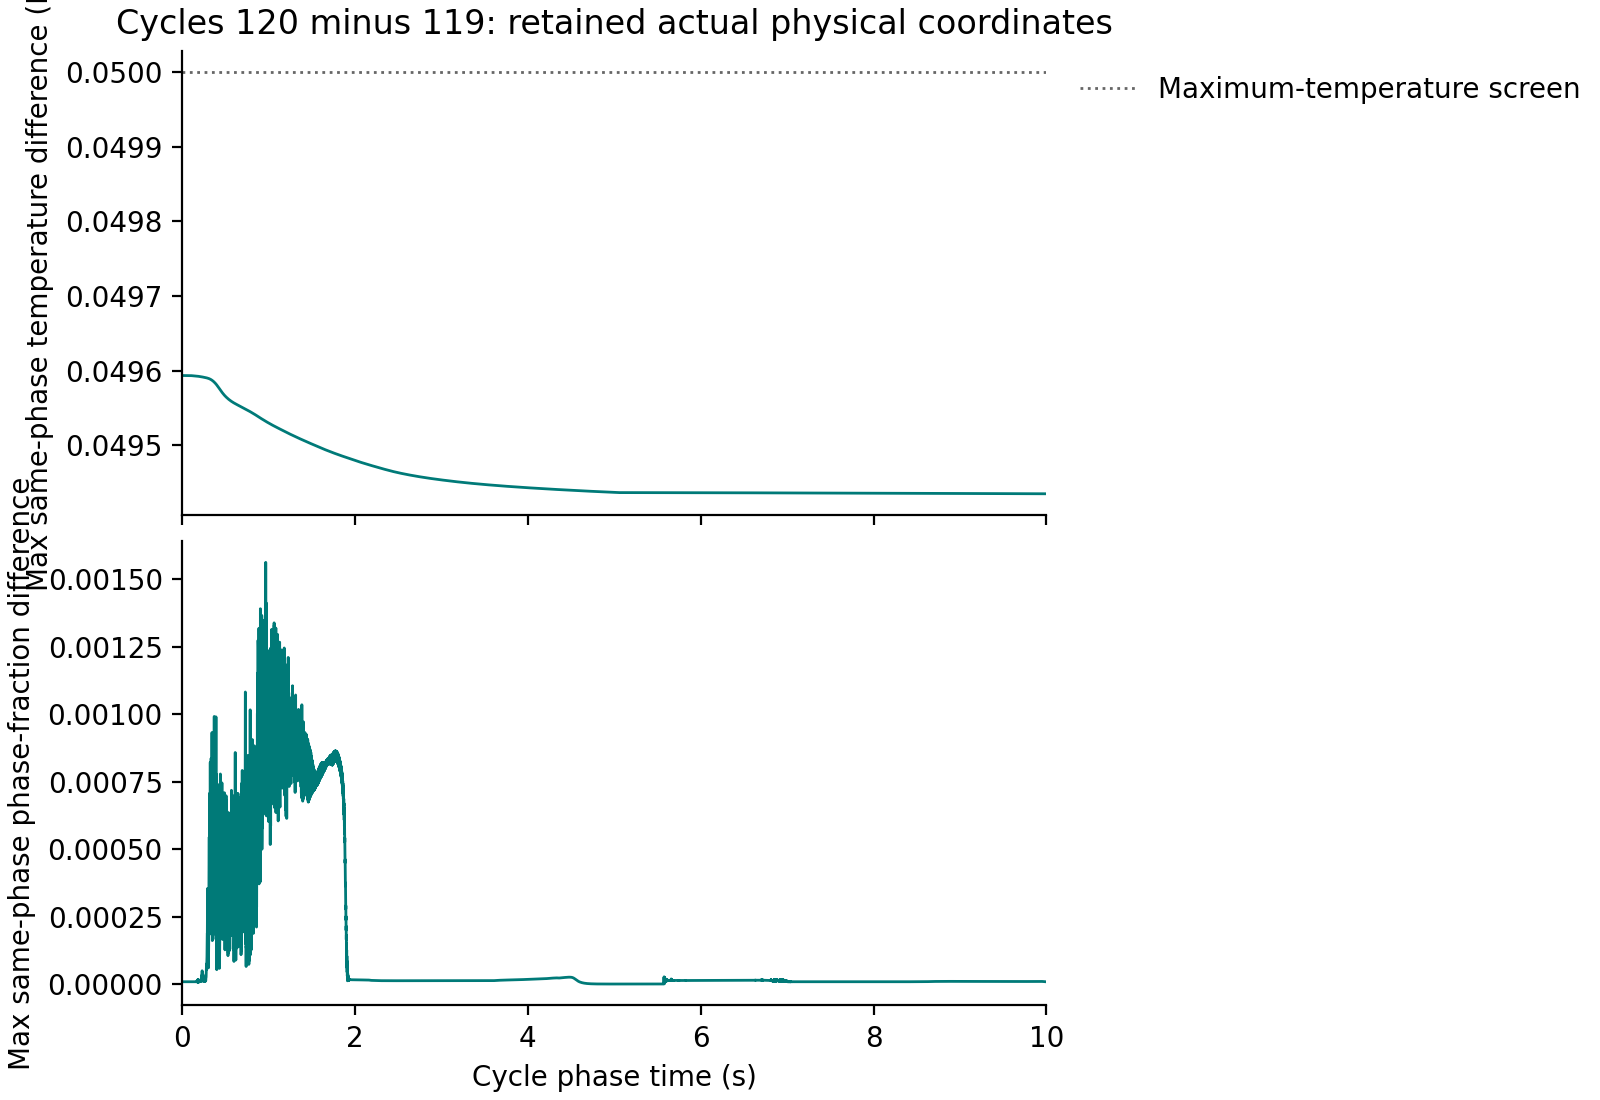 Cycles 120 minus 119: retained actual physical coordinates
Max same-phase temperature difference (
0.0500
0.0499
0.0498
0.0497
0.0496
0.0495
Maximum-temperature screen
Max same-phase phase-fraction difference
0.00150
0.00125
0.00100
0.00075
0.00050
0.00025
0.00000
0 2 4 6 8 10
Cycle phase time (s)